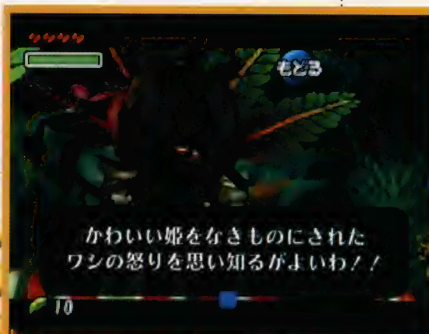 もどる
かわいい姫をなきものにされた
ワシの怒りを思い知るがよいわ！！
10